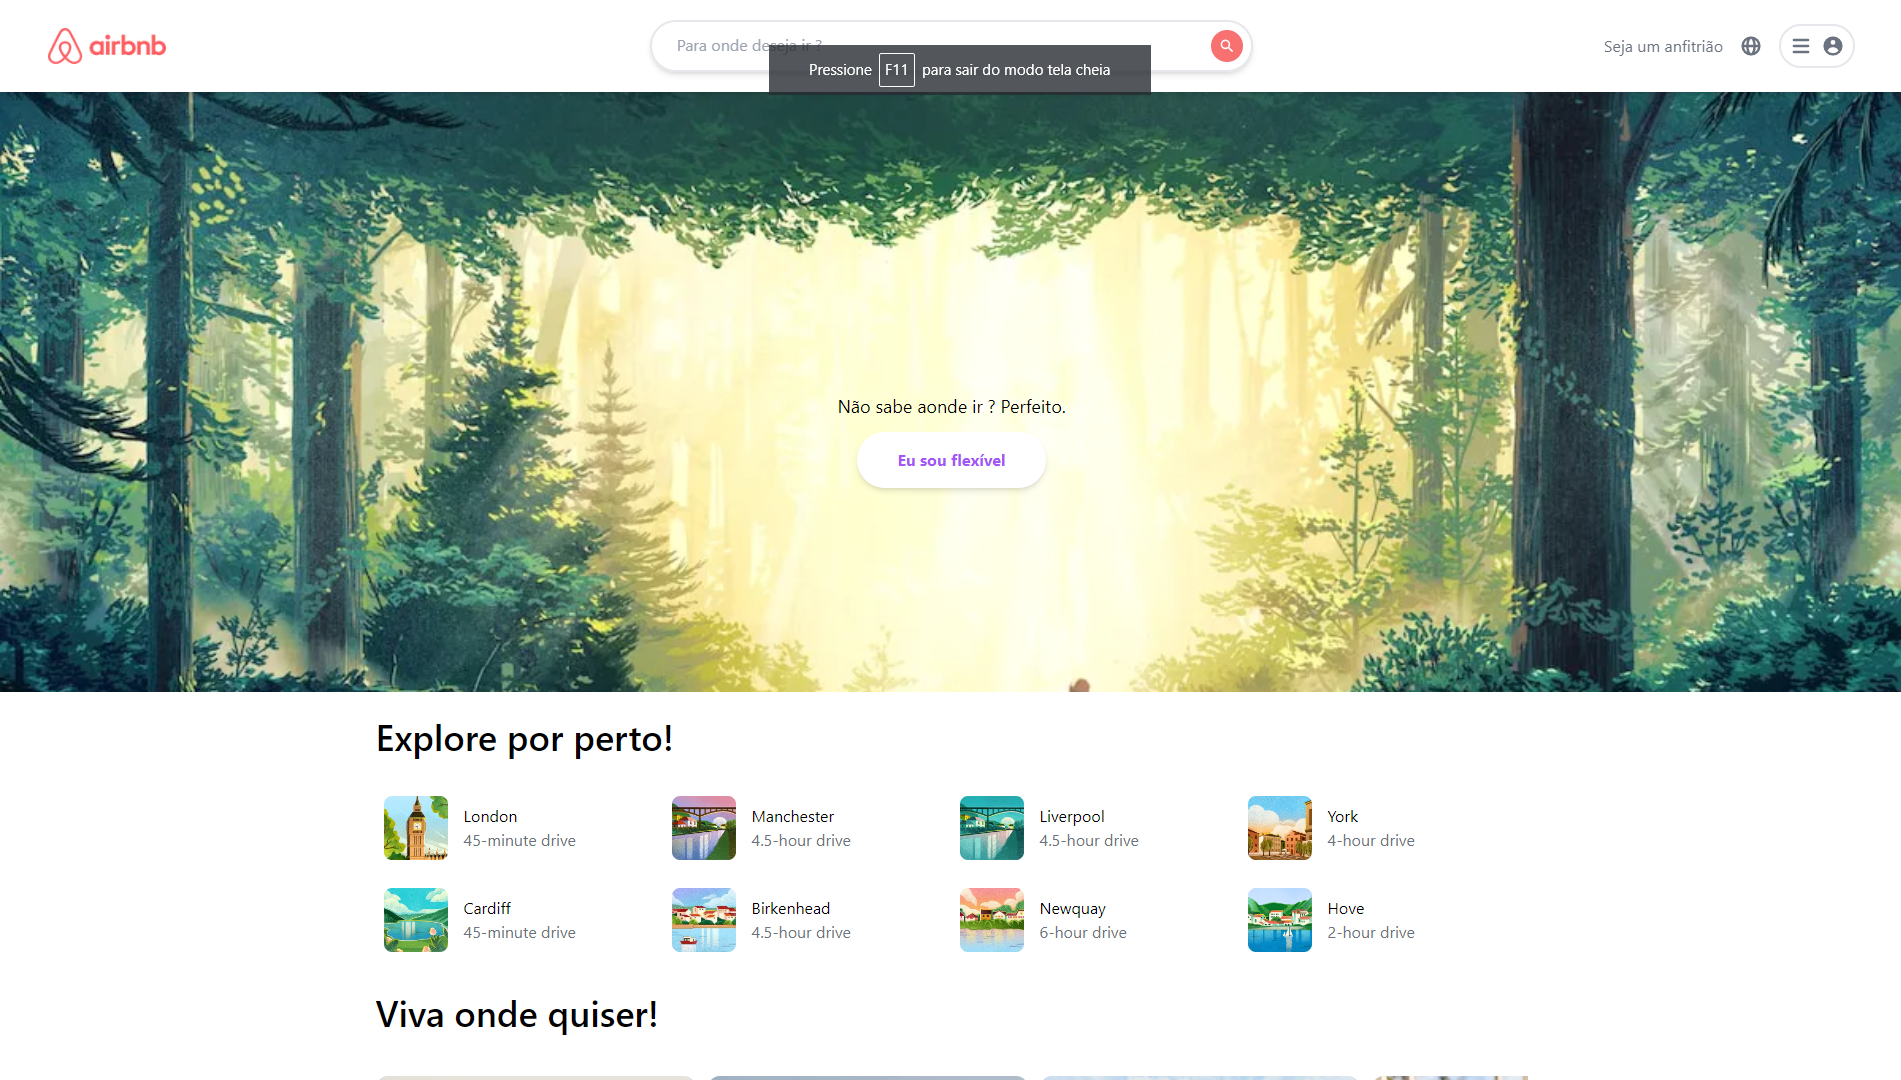 airbnb
Para onde deseja ir ?
Seja um anfitrião
Pressione F11 para sair do modo tela cheia
Não sabe aonde ir ? Perfeito.
Eu sou flexível
Explore por perto!
London
45-minute drive
Manchester
4.5-hour drive
Liverpool
4.5-hour drive
York
4-hour drive
Cardiff
45-minute drive
Birkenhead
4.5-hour drive
Newquay
6-hour drive
Hove
2-hour drive
Viva onde quiser!